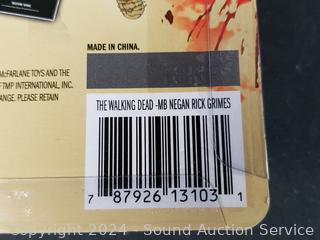 MADE IN CHINA.
McFARLANE TOYS AND THE
FTMP INTERNATIONAL, INC.
ANGE. PLEASE RETAIN
THE WALKING DEAD -MB NEGAN RICK GRIMES
7 87926 13103 1
Copyright 2024 - Sound Auction Service